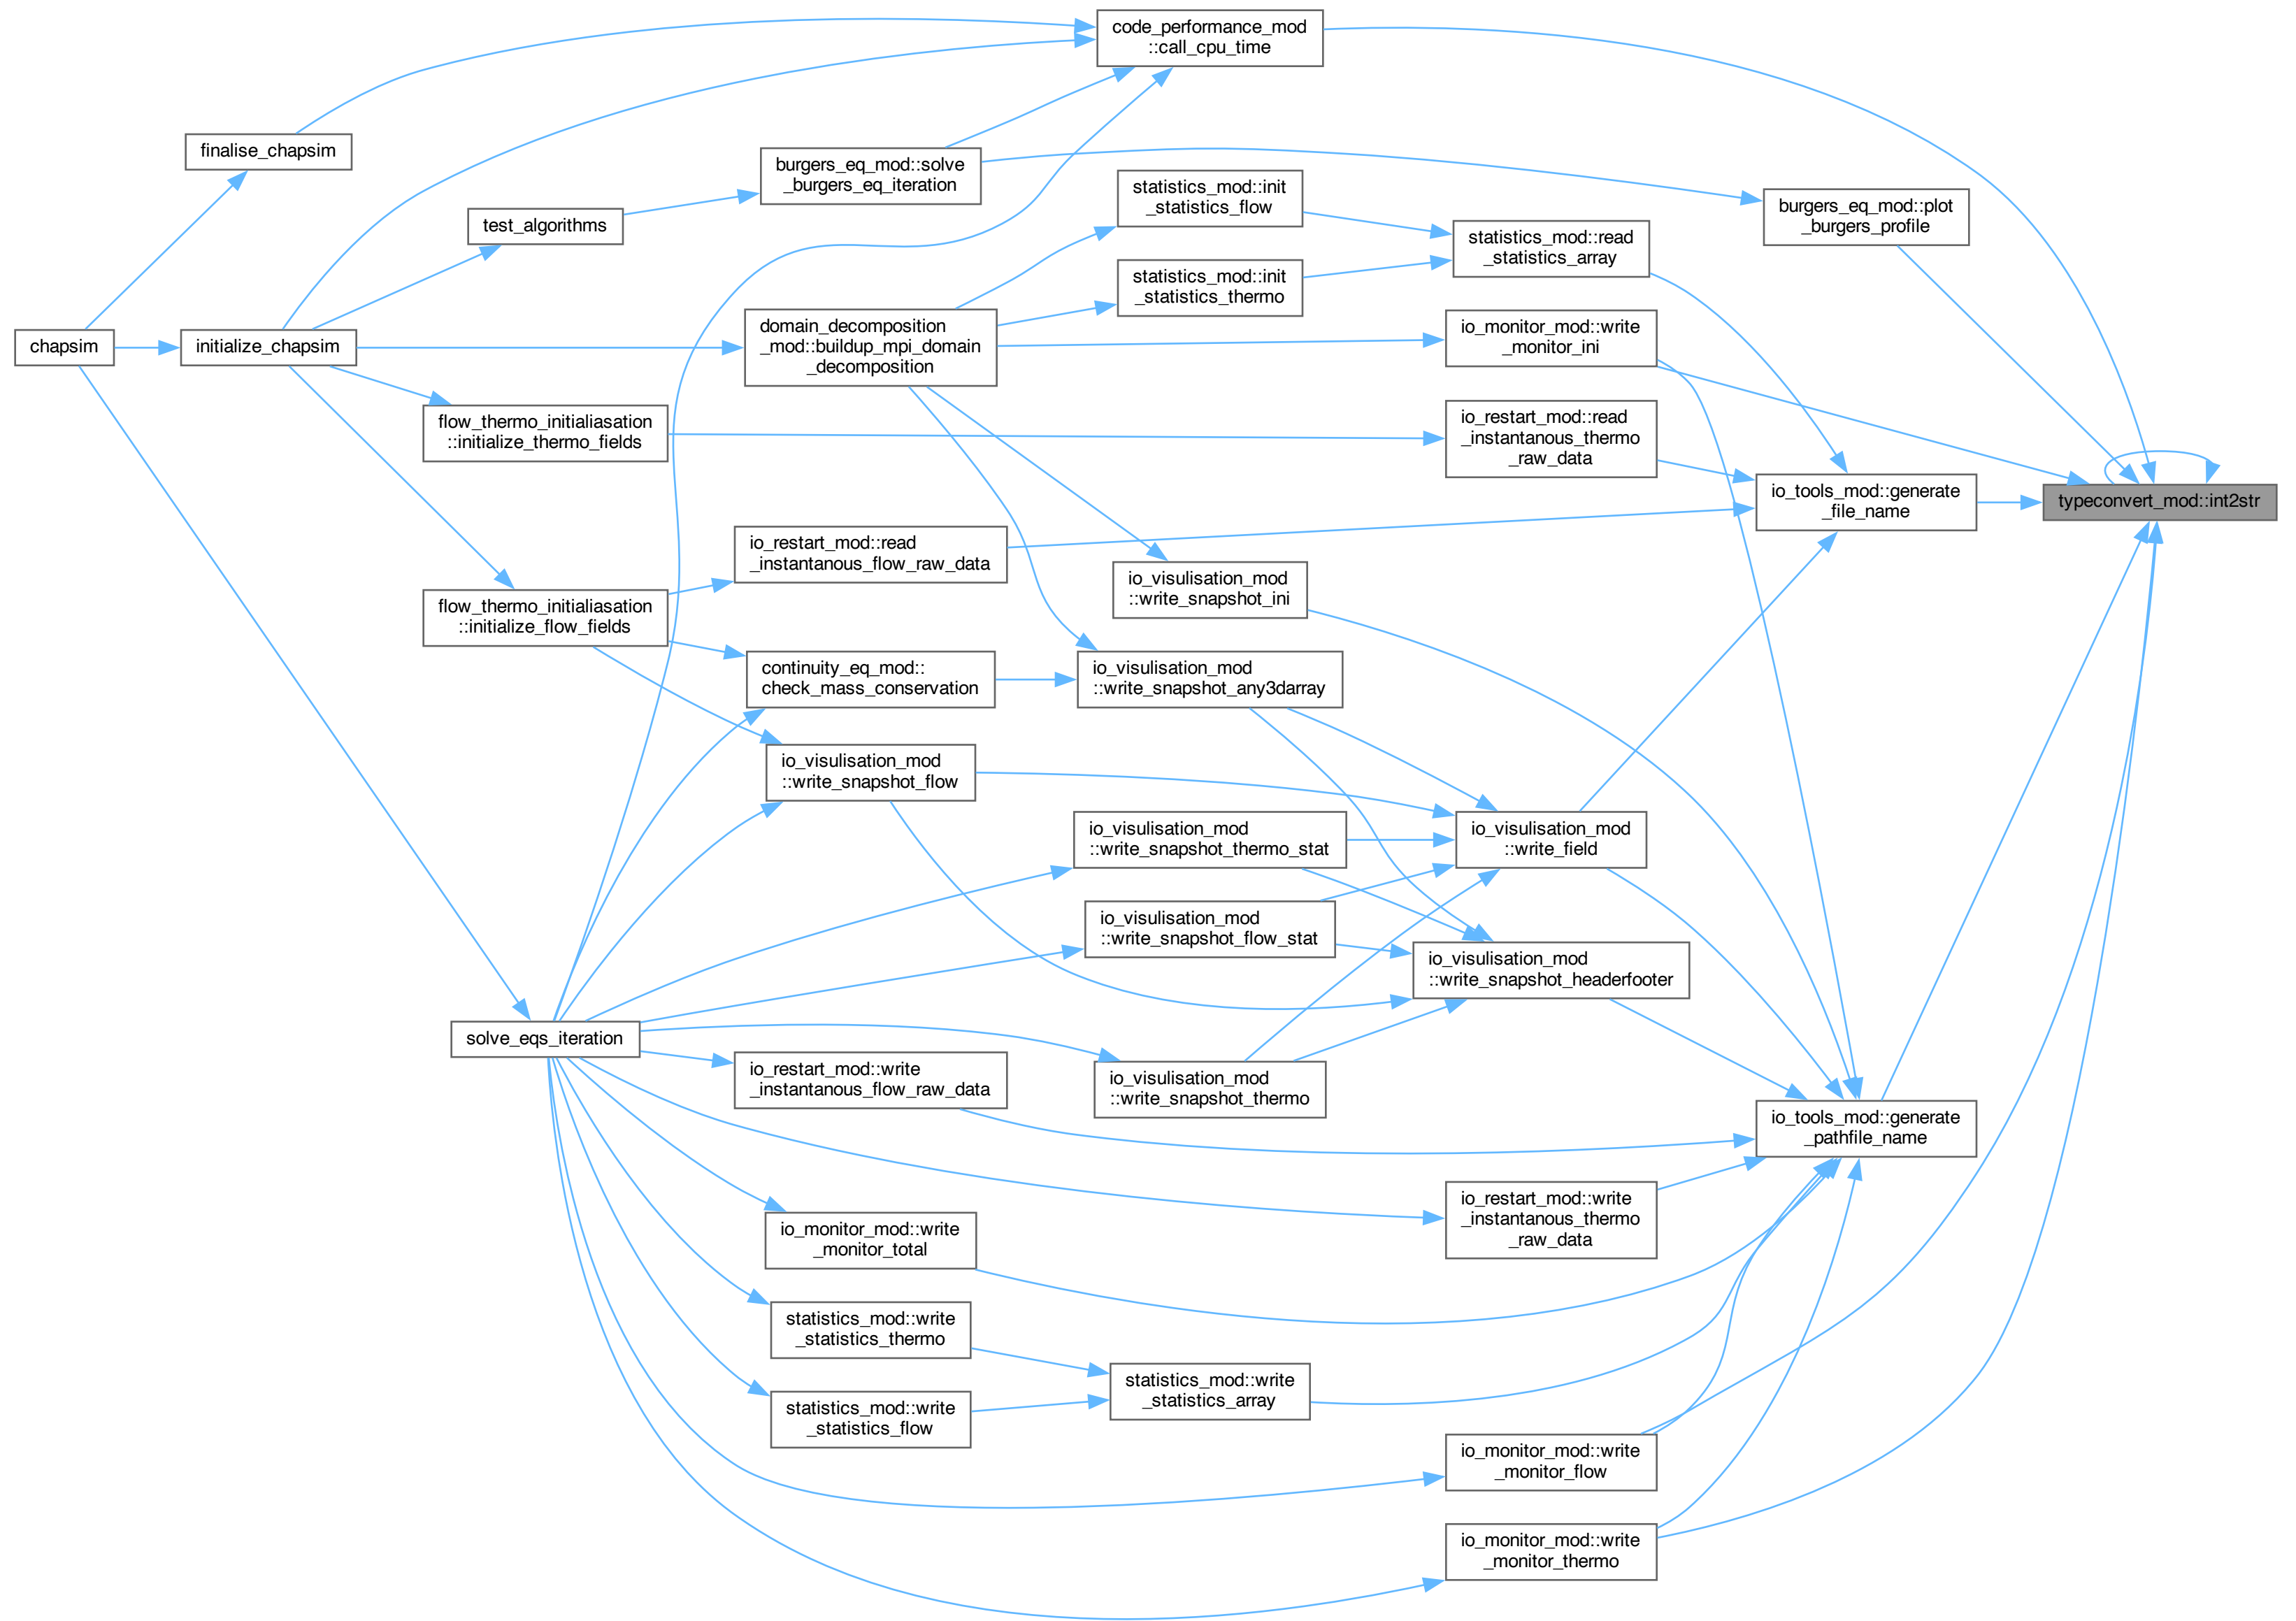 code_performance_mod
::call_cpu_time
finalise_chapsim
burgers_eq_mod::solve
_burgers_eq_iteration
statistics_mod::init
_statistics_flow
burgers_eq_mod::plot
_burgers_profile
test_algorithms
statistics_mod::read
_statistics_array
statistics_mod::init
_statistics_thermo
chapsim
initialize_chapsim
domain_decomposition
_mod::buildup_mpi_domain
_decomposition
io_monitor_mod::write
_monitor_ini
flow_thermo_initialiasation
::initialize_thermo_fields
io_restart_mod::read
_instantanous_thermo
_raw_data
io_tools_mod::generate
_file_name
typeconvert_mod::int2str
io_restart_mod::read
_instantanous_flow_raw_data
io_visulisation_mod
::write_snapshot_ini
flow_thermo_initialiasation
::initialize_flow_fields
continuity_eq_mod::
check_mass_conservation
io_visulisation_mod
::write_snapshot_any3darray
io_visulisation_mod
::write_snapshot_flow
io_visulisation_mod
::write_snapshot_thermo_stat
io_visulisation_mod
::write_field
io_visulisation_mod
::write_snapshot_flow_stat
io_visulisation_mod
::write_snapshot_headerfooter
solve_eqs_iteration
io_restart_mod::write
_instantanous_flow_raw_data
io_visulisation_mod
::write_snapshot_thermo
io_tools_mod::generate
_pathfile_name
io_restart_mod::write
_instantanous_thermo
_raw_data
io_monitor_mod::write
_monitor_total
statistics_mod::write
_statistics_thermo
statistics_mod::write
_statistics_array
statistics_mod::write
_statistics_flow
io_monitor_mod::write
_monitor_flow
io_monitor_mod::write
_monitor_thermo